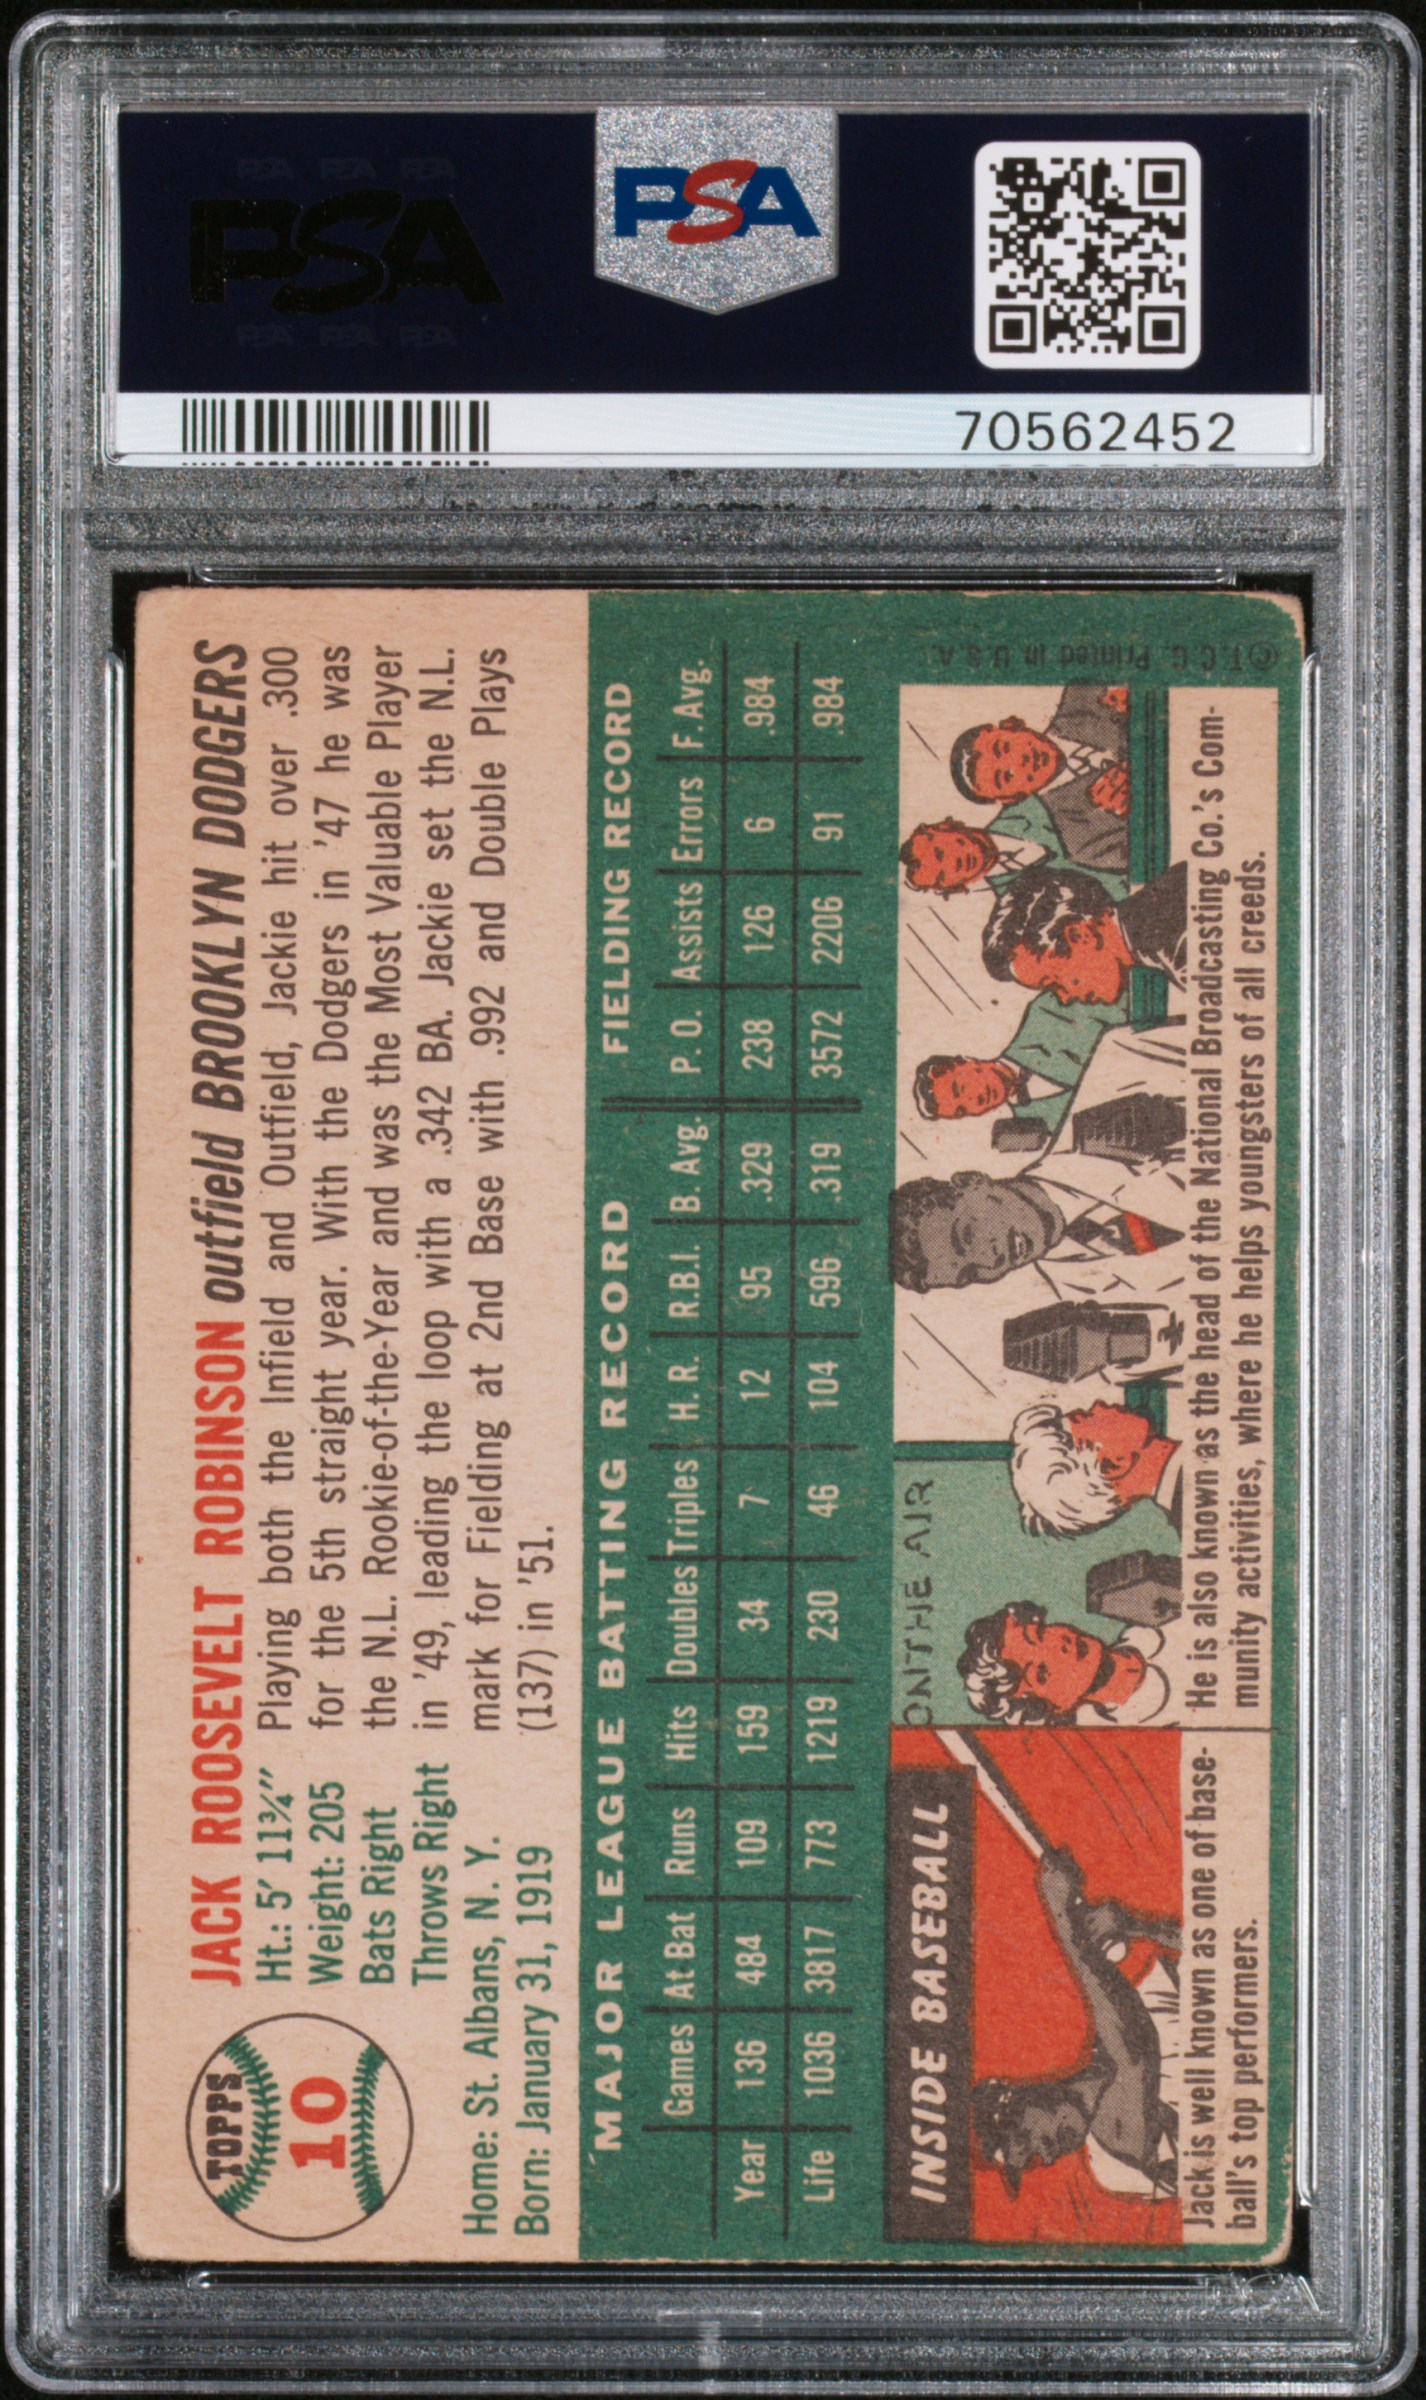 PSA PSA PSA
PSA
PSA PSA PSA
PSA
70562452
TOPPS
10
JACK ROOSEVELT ROBINSON outfield BROOKLYN DODGERS
Ht.: 5' 11¾"
Weight: 205
Bats Right
Throws Right
Home: St. Albans, N. Y.
Born: January 31, 1919
Playing both the Infield and Outfield, Jackie hit over .300
for the 5th straight year. With the Dodgers in '47 he was
the N.L. Rookie-of-the-Year and was the Most Valuable Player
in '49, leading the loop with a .342 BA. Jackie set the N.L.
mark for Fielding at 2nd Base with .992 and Double Plays
(137) in '51.
MAJOR LEAGUE BATTING RECORD FIELDING RECORD
Games At Bat Runs Hits Doubles Triples H. R. R.B.I. B. Avg. P. O. Assists Errors F. Avg.
Year 136 484 109 159 34 7 12 95 .329 238 126 6 .984
Life 1036 3817 773 1219 230 46 104 596 .319 3572 2206 91 .984
INSIDE BASEBALL
Jack is well known as one of base-
ball's top performers.
ON THE AIR
He is also known as the head of the National Broadcasting Co.'s Com-
munity activities, where he helps youngsters of all creeds.
©T.C.G. Printed in U.S.A.
PSA